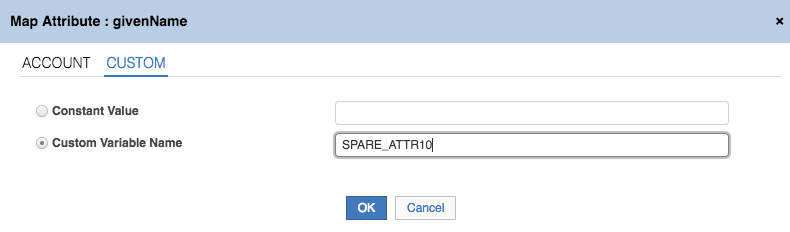 Map Attribute : givenName ×
ACCOUNT CUSTOM
Constant Value
Custom Variable Name SPARE_ATTR10
OK Cancel